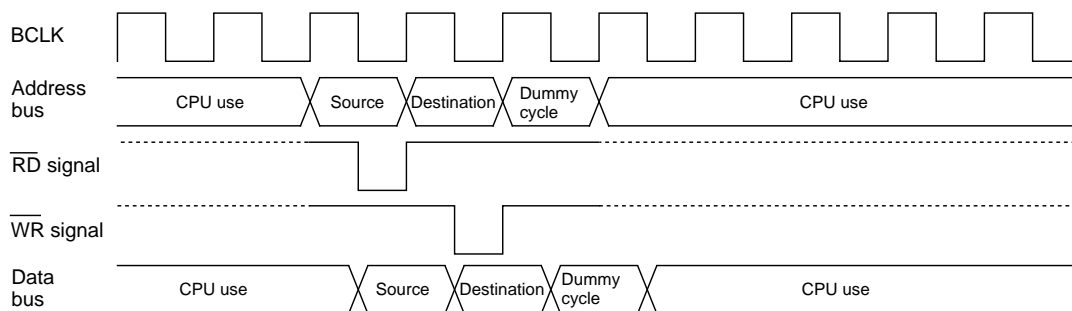 BCLK
Address
bus
CPU use
Source
Destination
Dummy
cycle
CPU use
RD signal
WR signal
Data
bus
CPU use
Source
Destination
Dummy
cycle
CPU use